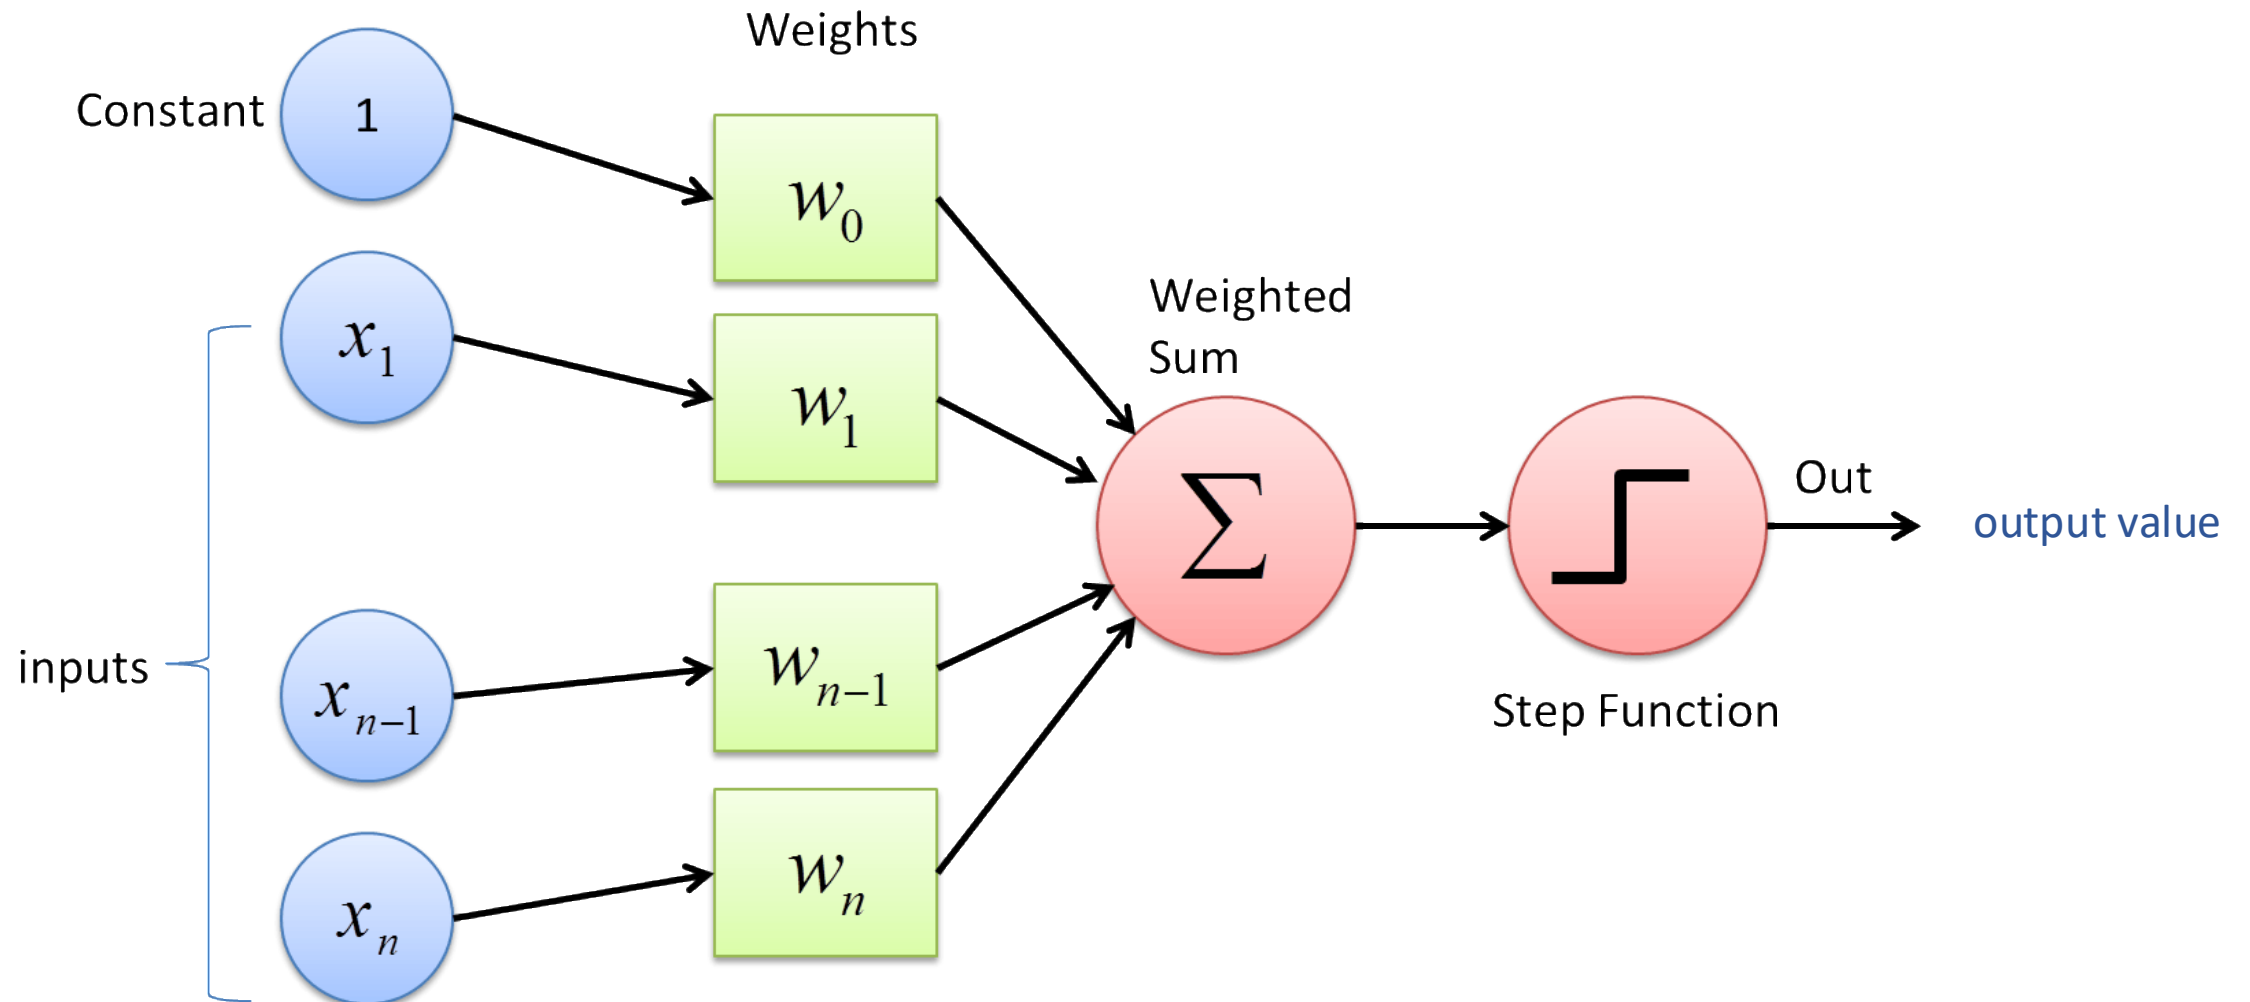 Weights
Constant
1
w₀
x₁
w₁
Weighted
Sum
∑
Out
output value
inputs
xₙ₋₁
wₙ₋₁
Step Function
wₙ
xₙ